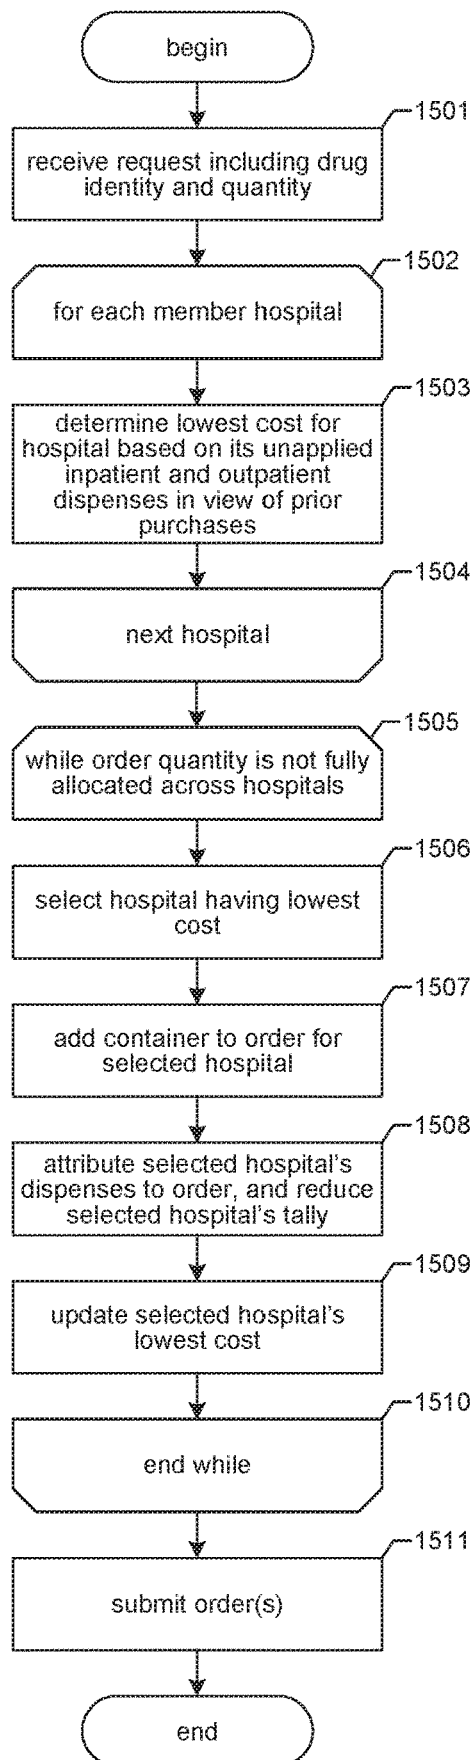 begin
1501
receive request including drug
identity and quantity
1502
for each member hospital
1503
determine lowest cost for
hospital based on its unapplied
inpatient and outpatient
dispenses in view of prior
purchases
1504
next hospital
1505
while order quantity is not fully
allocated across hospitals
1506
select hospital having lowest
cost
1507
add container to order for
selected hospital
1508
attribute selected hospital's
dispenses to order, and reduce
selected hospital's tally
1509
update selected hospital's
lowest cost
1510
end while
1511
submit order(s)
end